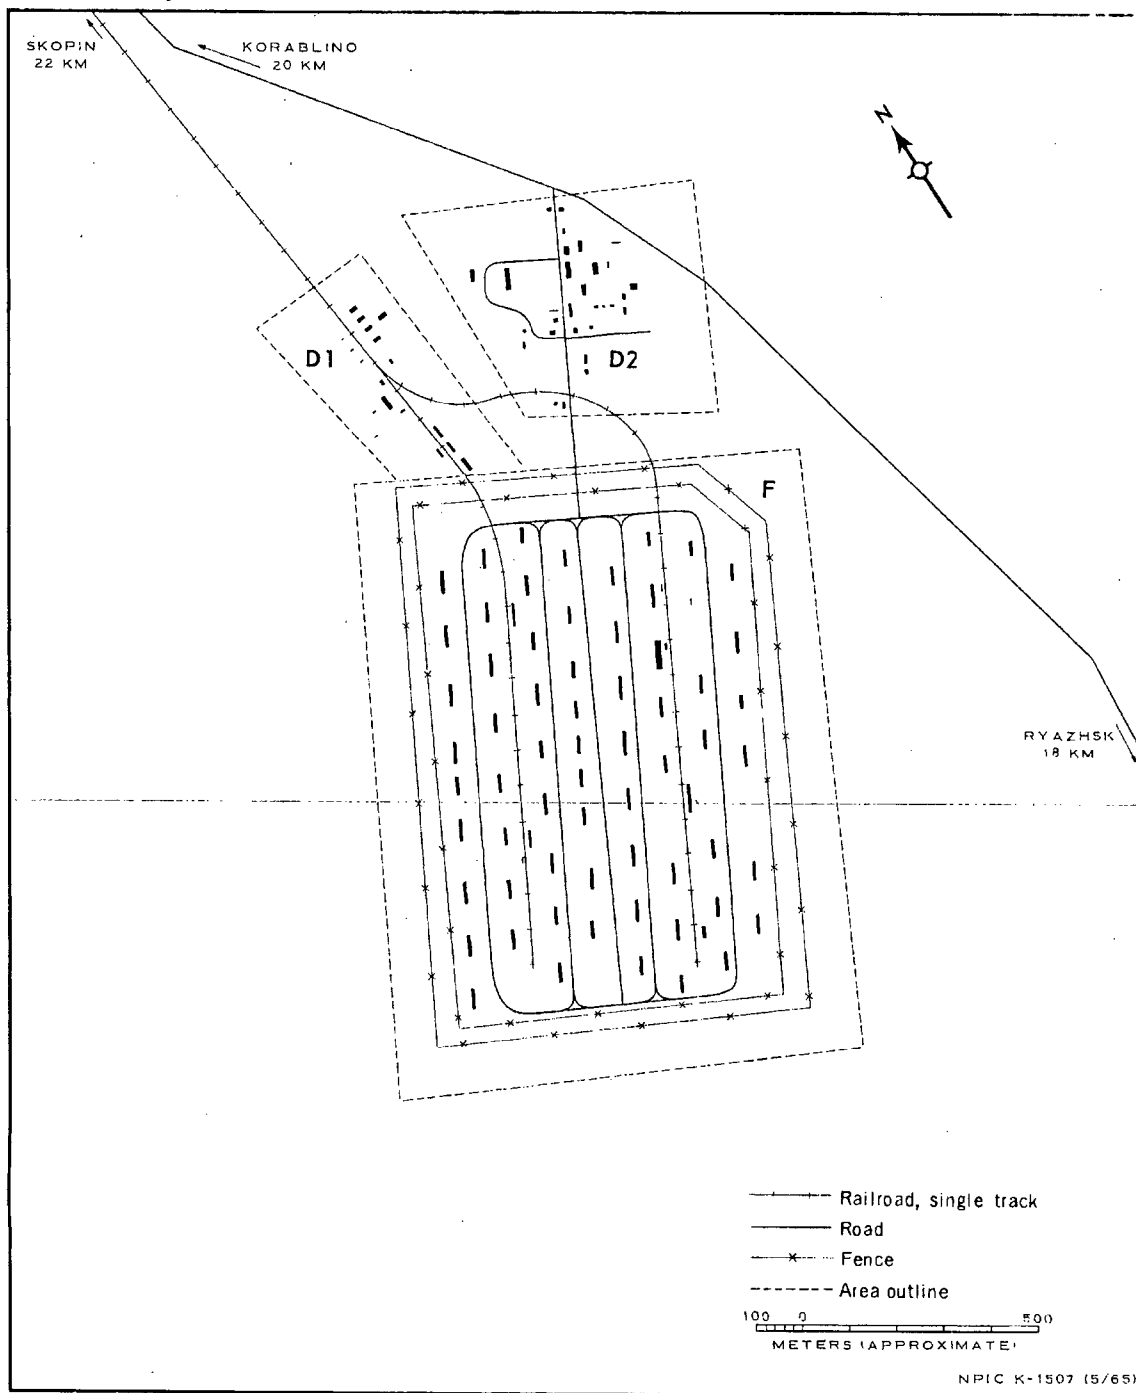 SKOPIN
22 KM
KORABLINO
20 KM
N
D1
D2
F
RYAZHSK
18 KM
Railroad, single track
Road
Fence
Area outline
100 0 500
METERS (APPROXIMATE)
NPIC K-1507 (5/65)